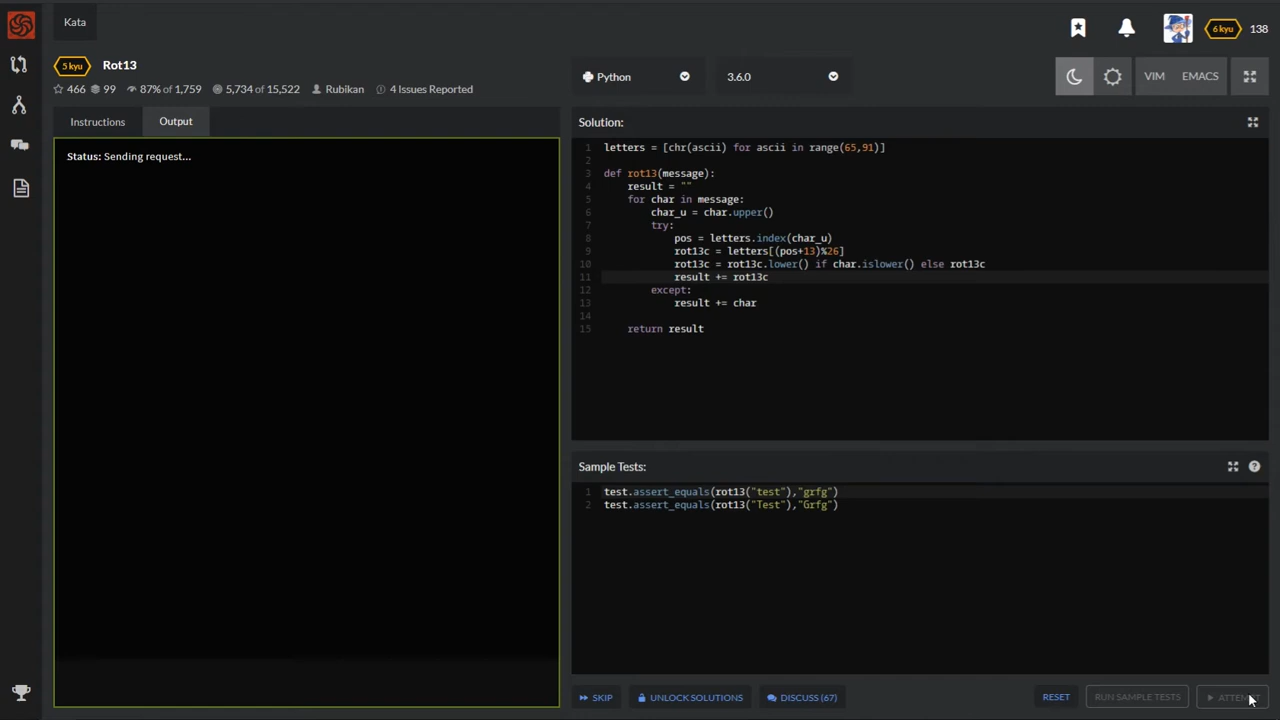 Kata
6 kyu 138
5 kyu Rot13
466 99 87% of 1,759 5,734 of 15,522 Rubikan 4 Issues Reported
Python
3.6.0
VIM EMACS
Instructions Output
Status: Sending request...
Solution:
1 letters = [chr(ascii) for ascii in range(65,91)]
2
3 def rot13(message):
4 result = ""
5 for char in message:
6 char_u = char.upper()
7 try:
8 pos = letters.index(char_u)
9 rot13c = letters[(pos+13)%26]
10 rot13c = rot13c.lower() if char.islower() else rot13c
11 result += rot13c
12 except:
13 result += char
14
15 return result
Sample Tests:
1 test.assert_equals(rot13("test"),"grfg")
2 test.assert_equals(rot13("Test"),"Grfg")
SKIP UNLOCK SOLUTIONS DISCUSS (67) RESET RUN SAMPLE TESTS